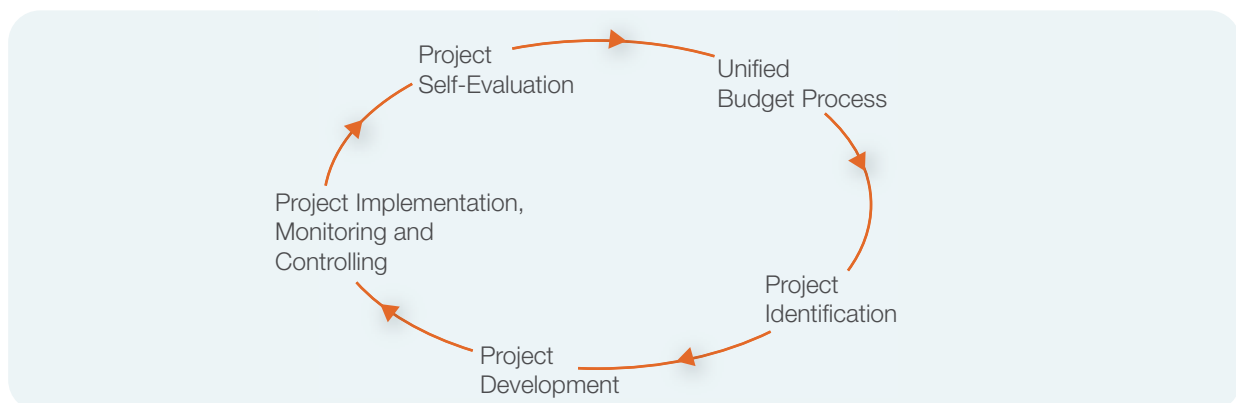 Project
Self-Evaluation
Unified
Budget Process
Project Implementation,
Monitoring and
Controlling
Project
Identification
Project
Development